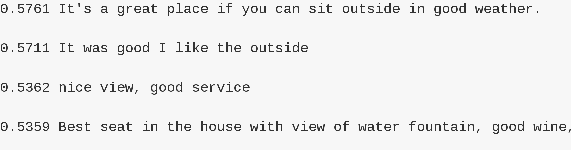 0.5761 It's a great place if you can sit outside in good weather.
0.5711 It was good I like the outside
0.5362 nice view, good service
0.5359 Best seat in the house with view of water fountain, good wine,